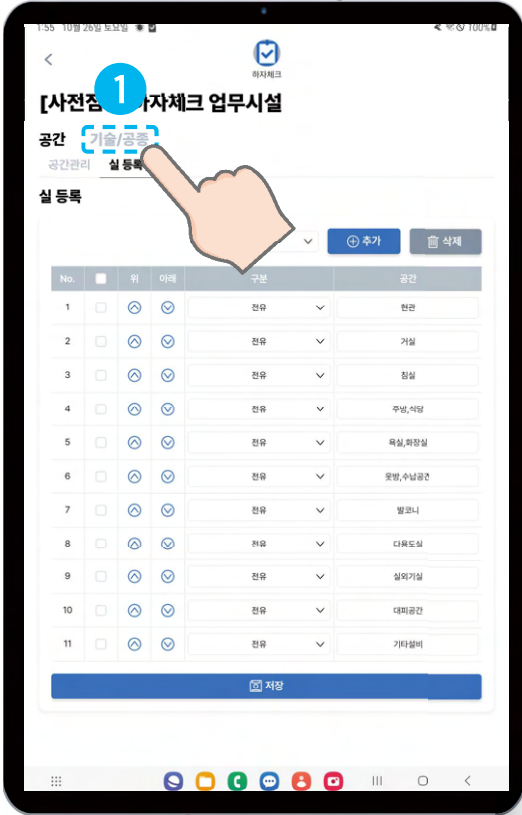 1:55 10월 26일 토요일 100%
하자체크
[사전점 하자체크 업무시설
1
공간 기술/공종
공간관리 실 등록
실 등록
추가 삭제
No. 위 아래 구분 공간
1 전유 현관
2 전유 거실
3 전유 침실
4 전유 주방,식당
5 전유 욕실,화장실
6 전유 옷방,수납공간
7 전유 발코니
8 전유 다용도실
9 전유 실외기실
10 전유 대피공간
11 전유 기타설비
저장